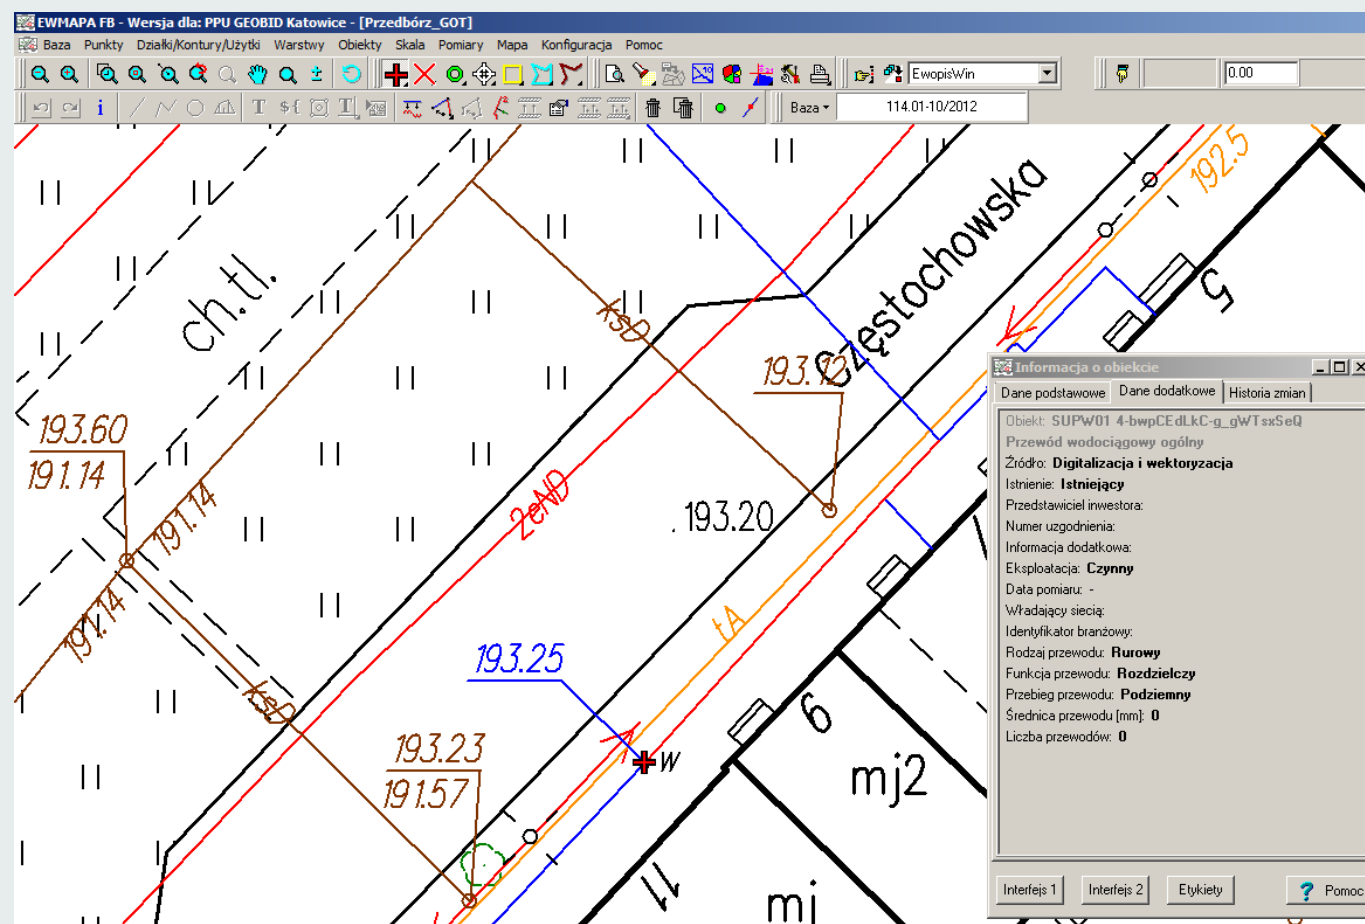 EWMAPA FB - Wersja dla: PPU GEOBID Katowice - [Przedbórz_GOT]
Baza Punkty Działki/Kontury/Użytki Warstwy Obiekty Skala Pomiary Mapa Konfiguracja Pomoc
EwopisWin
0.00
Baza
114.01-10/2012
192.5
Częstochowska
ch.tł.
5
ksD
193.12
193.60
191.14
191.14
191.14
2eND
. 193.20
tA
193.25
ksD
6
193.23
191.57
W
mj2
11
mj
Informacja o obiekcie
Dane podstawowe Dane dodatkowe Historia zmian
Obiekt: SUPW01 4-bwpCEdLkC-g_gWTsxSeQ
Przewód wodociągowy ogólny
Źródło: Digitalizacja i wektoryzacja
Istnienie: Istniejący
Przedstawiciel inwestora:
Numer uzgodnienia:
Informacja dodatkowa:
Eksploatacja: Czynny
Data pomiaru: -
Władający siecią:
Identyfikator branżowy:
Rodzaj przewodu: Rurowy
Funkcja przewodu: Rozdzielczy
Przebieg przewodu: Podziemny
Średnica przewodu [mm]: 0
Liczba przewodów: 0
Interfejs 1 Interfejs 2 Etykiety ? Pomoc